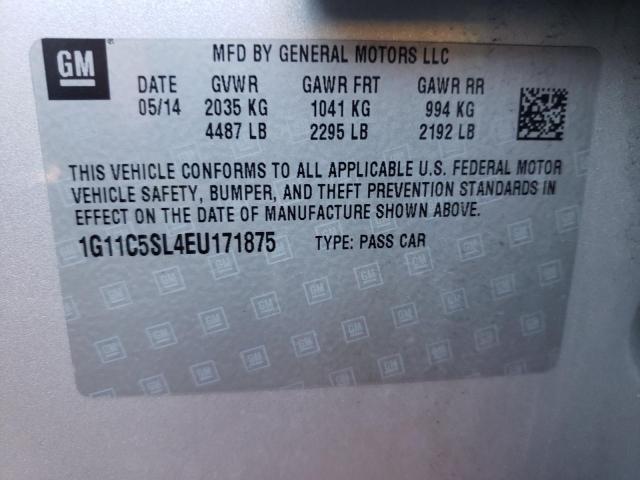 GM
MFD BY GENERAL MOTORS LLC
DATE GVWR GAWR FRT GAWR RR
05/14 2035 KG 1041 KG 994 KG
4487 LB 2295 LB 2192 LB
THIS VEHICLE CONFORMS TO ALL APPLICABLE U.S. FEDERAL MOTOR
VEHICLE SAFETY, BUMPER, AND THEFT PREVENTION STANDARDS IN
EFFECT ON THE DATE OF MANUFACTURE SHOWN ABOVE.
1G11C5SL4EU171875 TYPE: PASS CAR